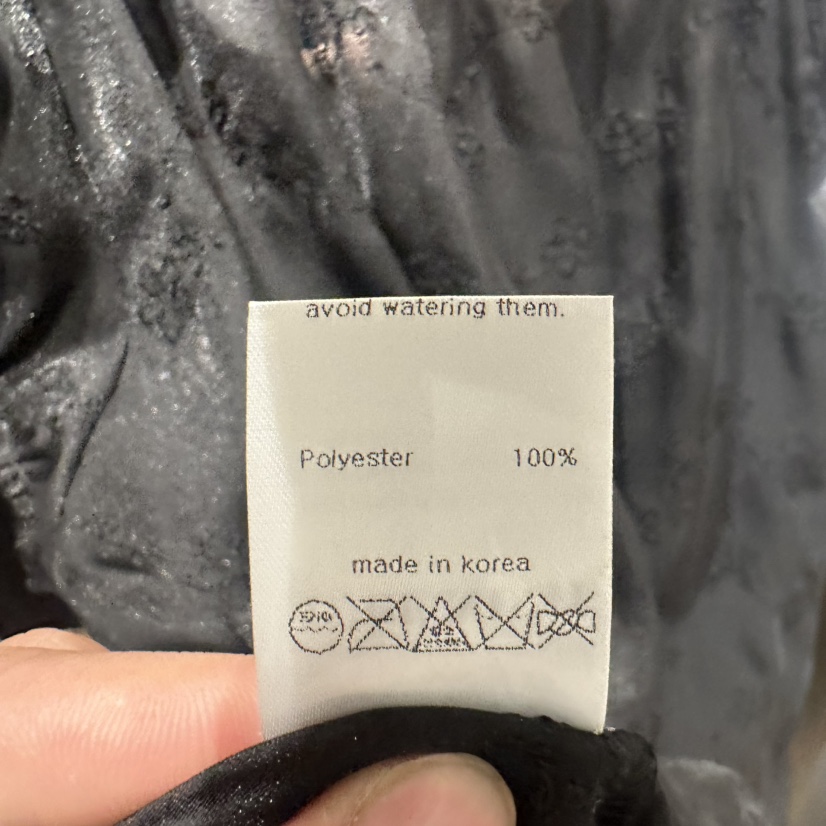 avoid watering them.
Polyester 100%
made in korea